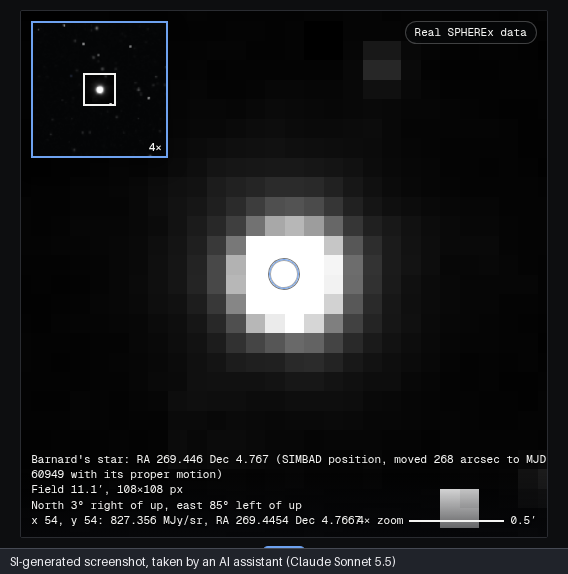 Real SPHEREx data
4×
Barnard's star: RA 269.446 Dec 4.767 (SIMBAD position, moved 268 arcsec to MJD
60949 with its proper motion)
Field 11.1′, 108×108 px
North 3° right of up, east 85° left of up
x 54, y 54: 827.356 MJy/sr, RA 269.4454 Dec 4.7667
4× zoom
0.5′
SI-generated screenshot, taken by an AI assistant (Claude Sonnet 5.5)